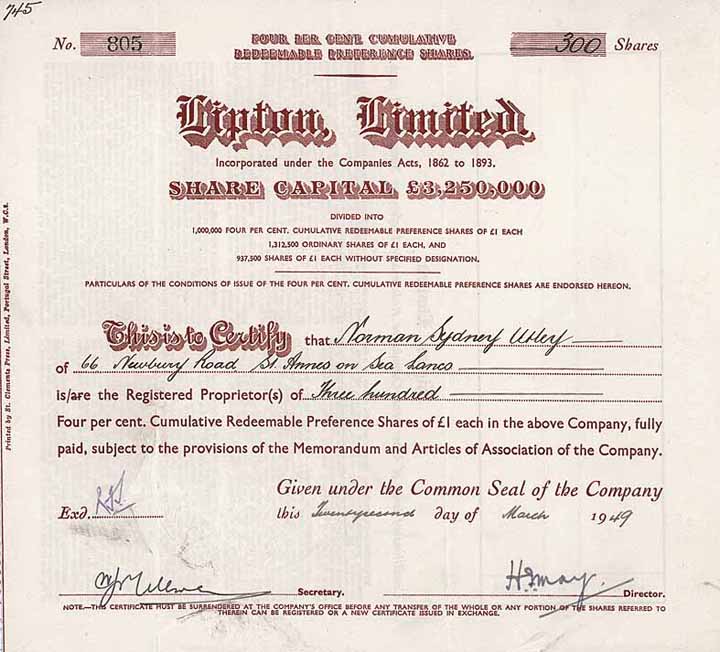 745
No. 805
FOUR PER CENT CUMULATIVE
REDEEMABLE PREFERENCE SHARES.
300 Shares
Lipton, Limited.
Incorporated under the Companies Acts, 1862 to 1893.
SHARE CAPITAL £3,250,000
DIVIDED INTO
1,000,000 FOUR PER CENT. CUMULATIVE REDEEMABLE PREFERENCE SHARES OF £1 EACH
1,312,500 ORDINARY SHARES OF £1 EACH, AND
937,500 SHARES OF £1 EACH WITHOUT SPECIFIED DESIGNATION.
PARTICULARS OF THE CONDITIONS OF ISSUE OF THE FOUR PER CENT. CUMULATIVE REDEEMABLE PREFERENCE SHARES ARE ENDORSED HEREON.
This is to Certify that Norman Sydney Utley
of 66 Newbury Road St. Annes on Sea Lancs
is/are the Registered Proprietor(s) of Three hundred
Four per cent. Cumulative Redeemable Preference Shares of £1 each in the above Company, fully
paid, subject to the provisions of the Memorandum and Articles of Association of the Company.
Given under the Common Seal of the Company
Exd.
this Twentysecond day of March 1949
Secretary.
H. May. Director.
NOTE.—THIS CERTIFICATE MUST BE SURRENDERED AT THE COMPANY'S OFFICE BEFORE ANY TRANSFER OF THE WHOLE OR ANY PORTION OF THE SHARES REFERRED TO
THEREIN CAN BE REGISTERED OR A NEW CERTIFICATE ISSUED IN EXCHANGE.
Printed by St. Clements Press, Limited, Portugal Street, London, W.C.2.